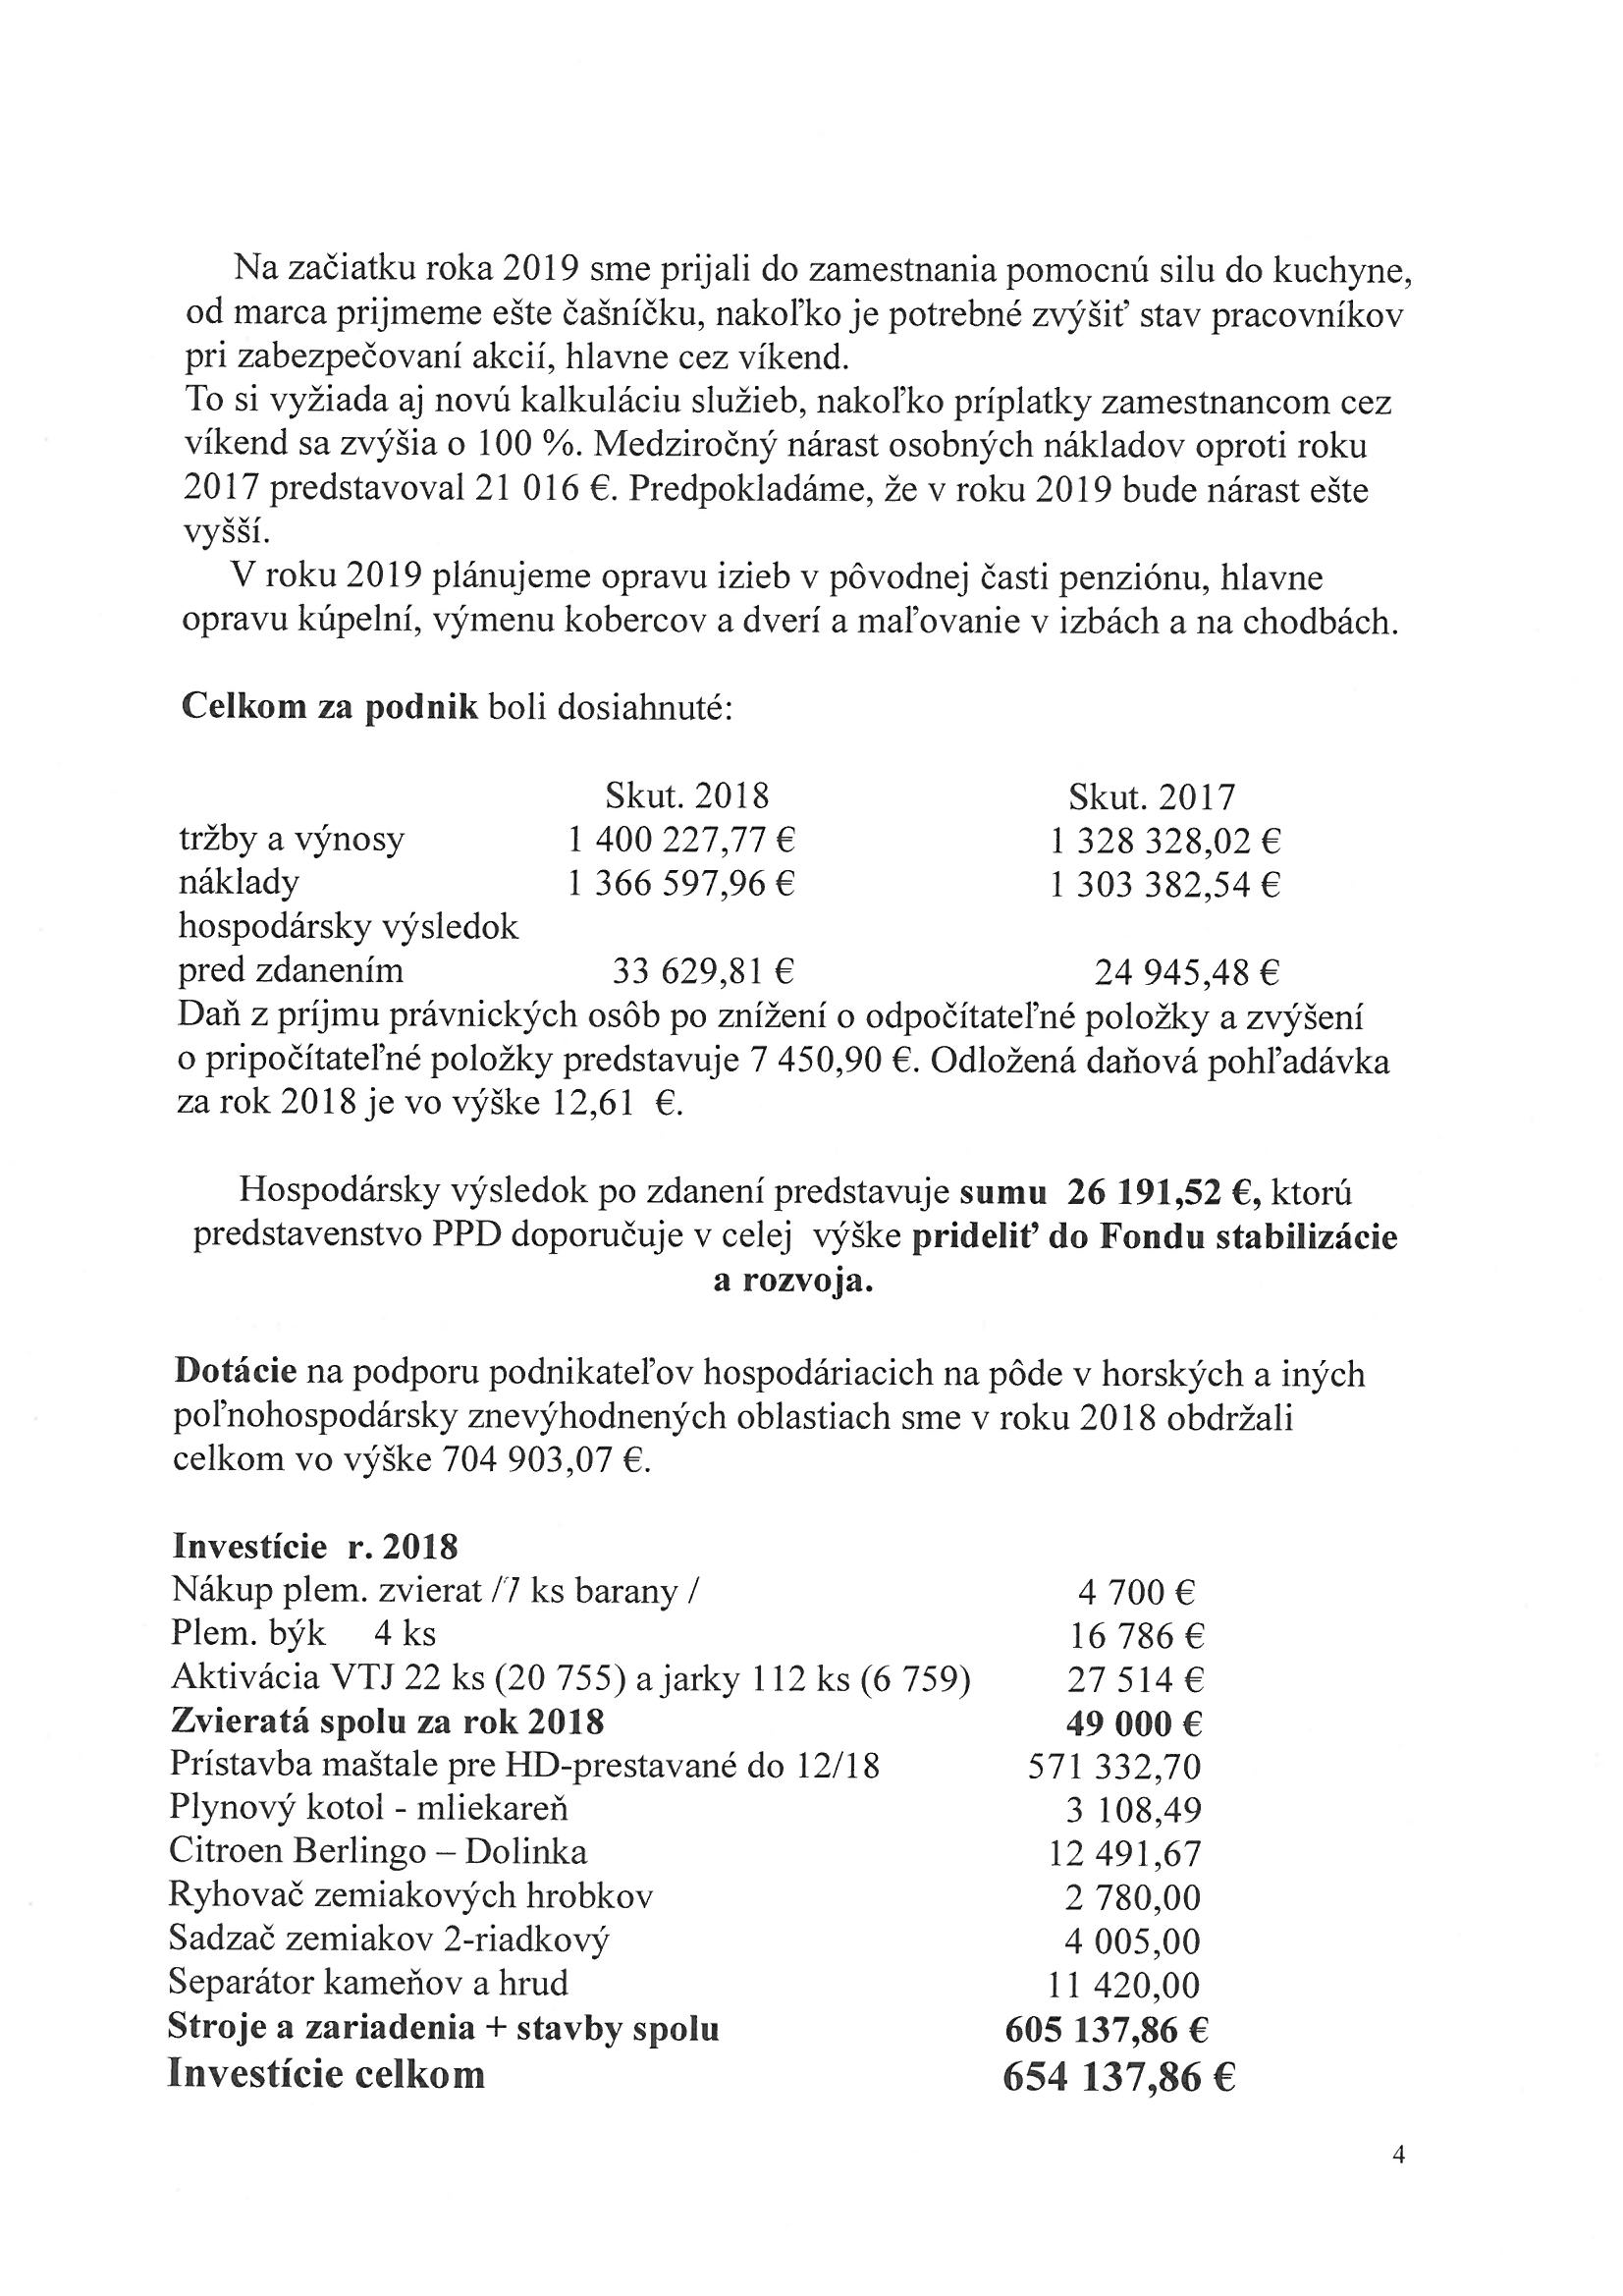 Na začiatku roka 2019 sme prijali do zamestnania pomocnú silu do kuchyne,
od marca prijmeme ešte čašníčku, nakoľko je potrebné zvýšiť stav pracovníkov
pri zabezpečovaní akcií, hlavne cez víkend.
To si vyžiada aj novú kalkuláciu služieb, nakoľko príplatky zamestnancom cez
víkend sa zvýšia o 100 %. Medziročný nárast osobných nákladov oproti roku
2017 predstavoval 21 016 €. Predpokladáme, že v roku 2019 bude nárast ešte
vyšší.
V roku 2019 plánujeme opravu izieb v pôvodnej časti penziónu, hlavne
opravu kúpelní, výmenu kobercov a dverí a maľovanie v izbách a na chodbách.
Celkom za podnik boli dosiahnuté:
Skut. 2018 Skut. 2017
tržby a výnosy 1 400 227,77 € 1 328 328,02 €
náklady 1 366 597,96 € 1 303 382,54 €
hospodársky výsledok
pred zdanením 33 629,81 € 24 945,48 €
Daň z príjmu právnických osôb po znížení o odpočítateľné položky a zvýšení
o pripočítateľné položky predstavuje 7 450,90 €. Odložená daňová pohľadávka
za rok 2018 je vo výške 12,61 €.
Hospodársky výsledok po zdanení predstavuje sumu 26 191,52 €, ktorú
predstavenstvo PPD doporučuje v celej výške prideliť do Fondu stabilizácie
a rozvoja.
Dotácie na podporu podnikateľov hospodáriacich na pôde v horských a iných
poľnohospodársky znevýhodnených oblastiach sme v roku 2018 obdržali
celkom vo výške 704 903,07 €.
Investície r. 2018
Nákup plem. zvierat /7 ks barany / 4 700 €
Plem. býk 4 ks 16 786 €
Aktivácia VTJ 22 ks (20 755) a jarky 112 ks (6 759) 27 514 €
Zvieratá spolu za rok 2018 49 000 €
Prístavba maštale pre HD-prestavané do 12/18 571 332,70
Plynový kotol - mliekareň 3 108,49
Citroen Berlingo – Dolinka 12 491,67
Ryhovač zemiakových hrobkov 2 780,00
Sadzač zemiakov 2-riadkový 4 005,00
Separátor kameňov a hrud 11 420,00
Stroje a zariadenia + stavby spolu 605 137,86 €
Investície celkom 654 137,86 €
4